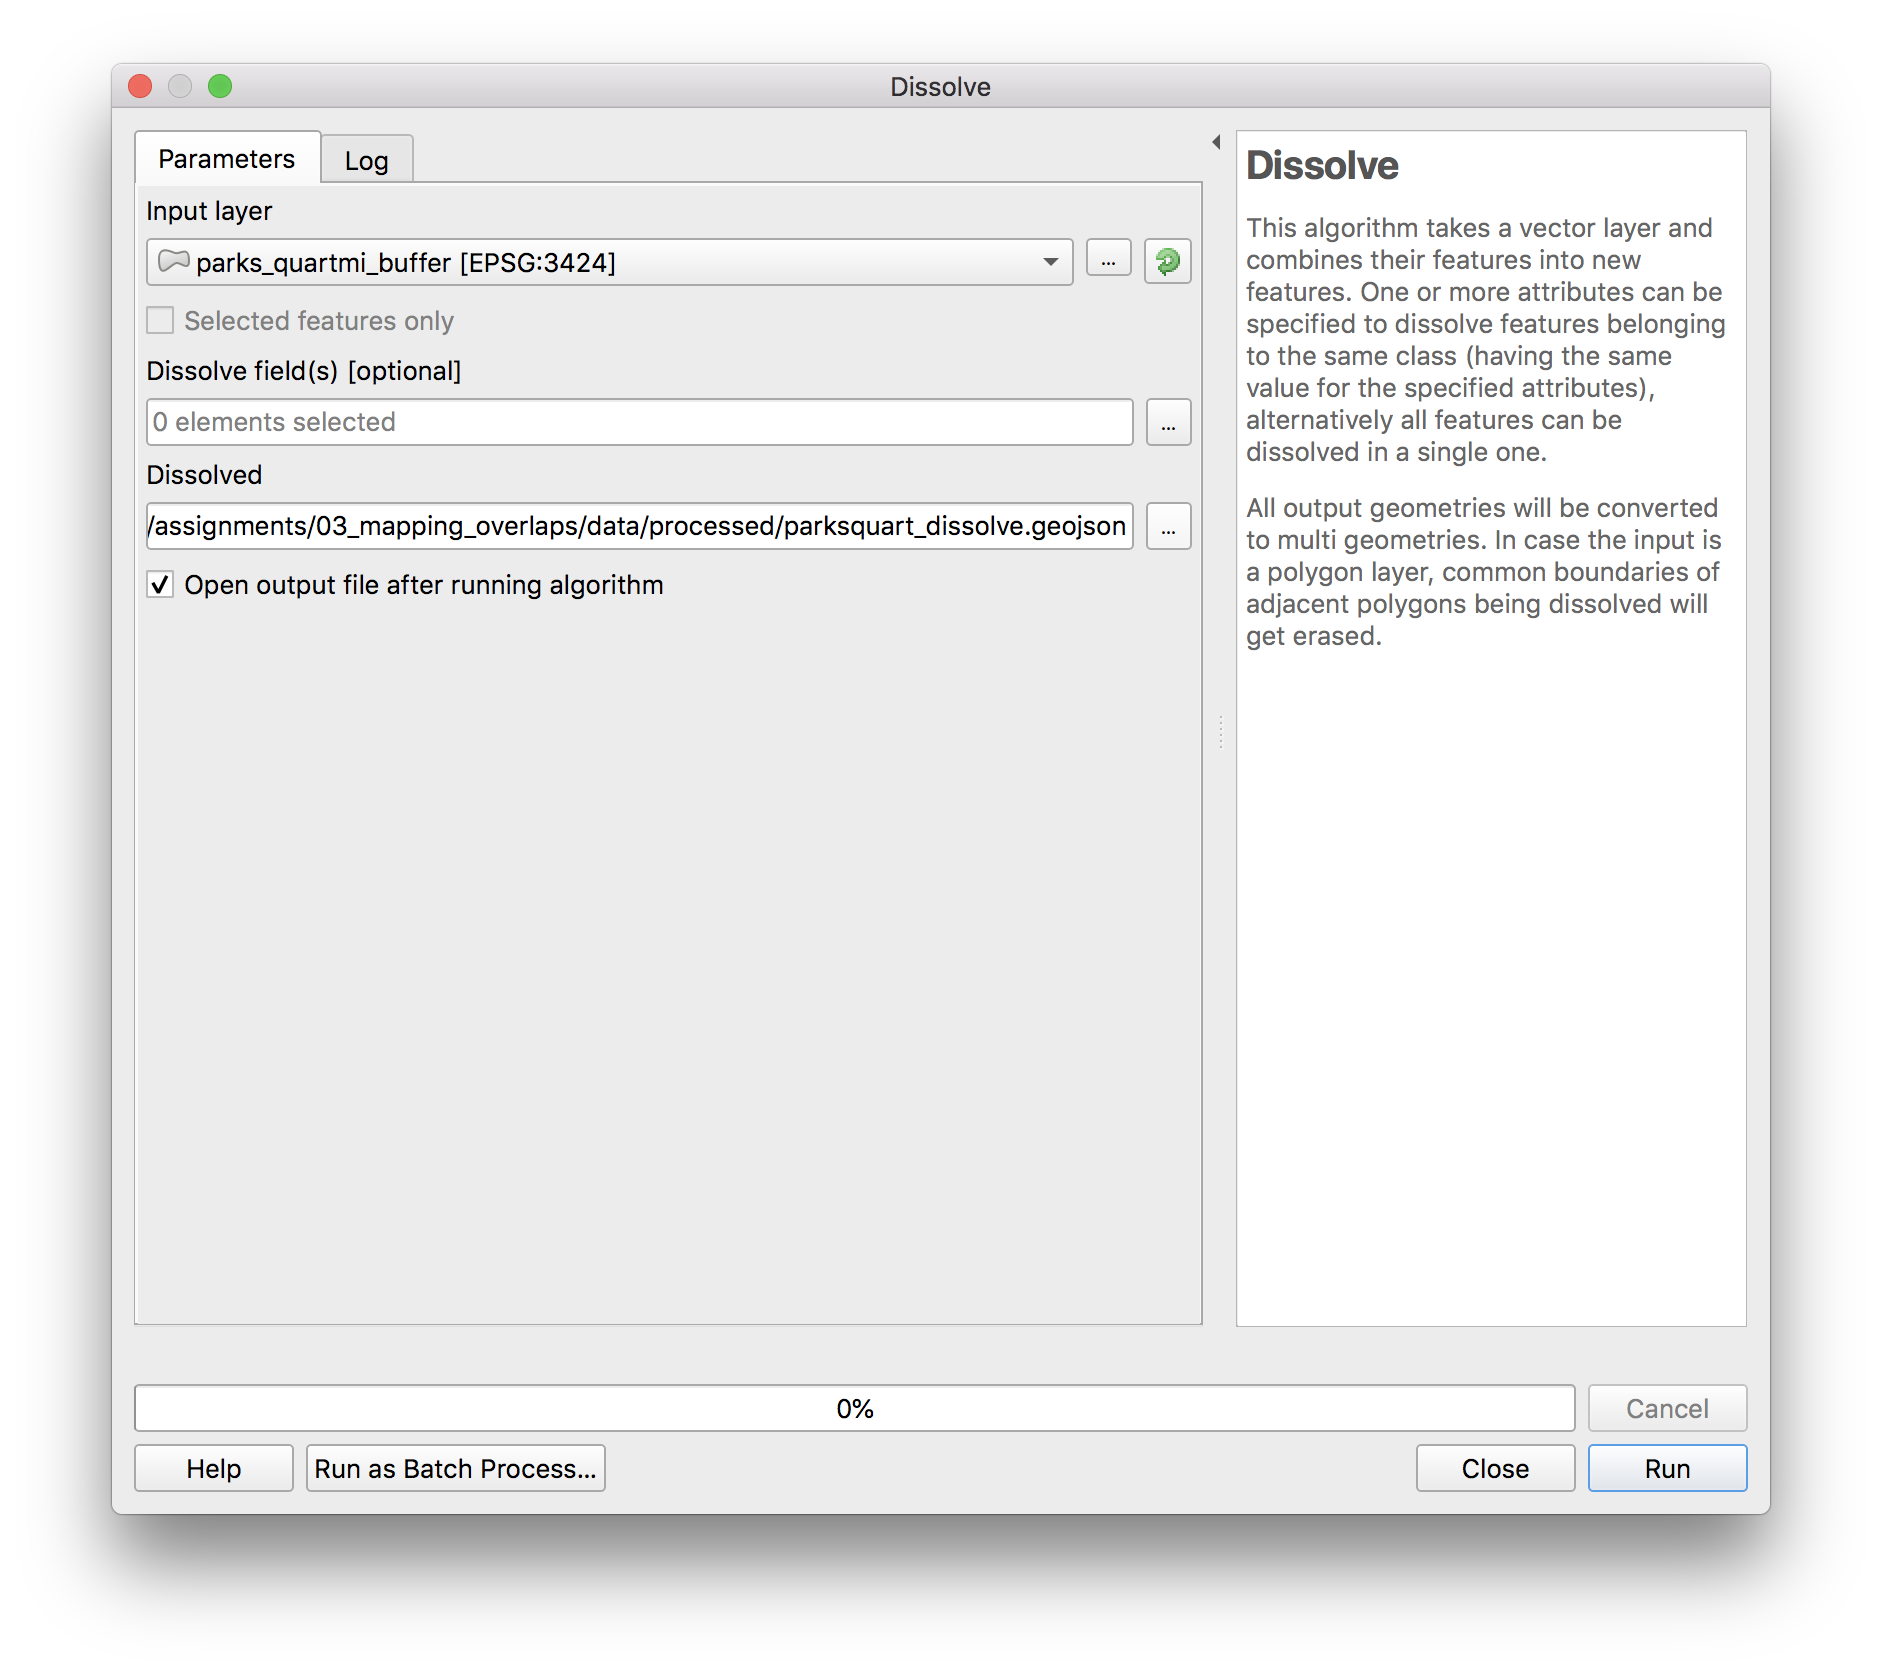 Dissolve
Parameters
Log
Input layer
parks_quartmi_buffer [EPSG:3424]
...
Selected features only
Dissolve field(s) [optional]
0 elements selected
...
Dissolved
/assignments/03_mapping_overlaps/data/processed/parksquart_dissolve.geojson
...
Open output file after running algorithm
Dissolve
This algorithm takes a vector layer and
combines their features into new
features. One or more attributes can be
specified to dissolve features belonging
to the same class (having the same
value for the specified attributes),
alternatively all features can be
dissolved in a single one.
All output geometries will be converted
to multi geometries. In case the input is
a polygon layer, common boundaries of
adjacent polygons being dissolved will
get erased.
0%
Cancel
Help
Run as Batch Process...
Close
Run